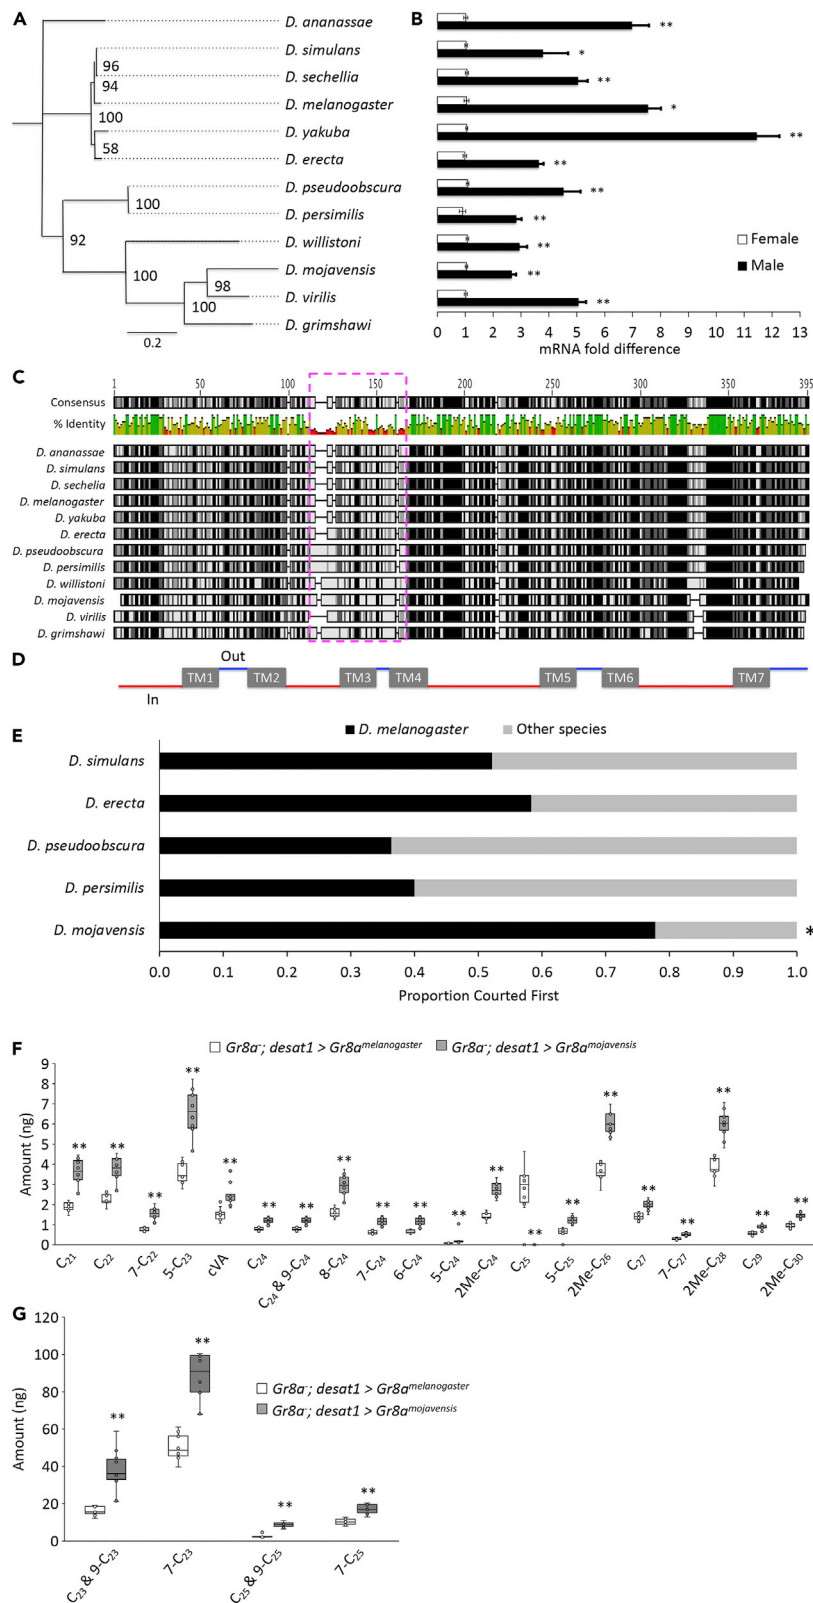 A
D. ananassae
D. simulans
D. sechellia
D. melanogaster
D. yakuba
D. erecta
D. pseudoobscura
D. persimilis
D. willistoni
D. mojavensis
D. virilis
D. grimshawi
96
94
100
58
100
92
100
98
100
0.2
B
**
*
**
*
**
**
**
**
**
**
**
Female
Male
0 1 2 3 4 5 6 7 8 9 10 11 12 13
mRNA fold difference
C
1 50 100 150 200 250 300 350 395
Consensus
% Identity
D. ananassae
D. simulans
D. sechelia
D. melanogaster
D. yakuba
D. erecta
D. pseudoobscura
D. persimilis
D. willistoni
D. mojavensis
D. virilis
D. grimshawi
D
Out
TM1 TM2 TM3 TM4 TM5 TM6 TM7
In
E
D. melanogaster Other species
D. simulans
D. erecta
D. pseudoobscura
D. persimilis
D. mojavensis
*
0.0 0.1 0.2 0.3 0.4 0.5 0.6 0.7 0.8 0.9 1.0
Proportion Courted First
F
Gr8a-; desat1 > Gr8amelanogaster Gr8a-; desat1 > Gr8amojavensis
Amount (ng)
9
8
7
6
5
4
3
2
1
0
** ** ** ** ** ** ** ** ** ** ** ** ** ** ** ** ** ** ** **
C21 C22 7-C22 5-C23 cVA C24 C24 & 9-C24 8-C24 7-C24 6-C24 5-C24 2Me-C24 C25 5-C25 2Me-C26 C27 7-C27 2Me-C28 C29 2Me-C30
G
Amount (ng)
120
100
80
60
40
20
0
Gr8a-; desat1 > Gr8amelanogaster
Gr8a-; desat1 > Gr8amojavensis
** ** ** **
C23 & 9-C23 7-C23 C25 & 9-C25 7-C25